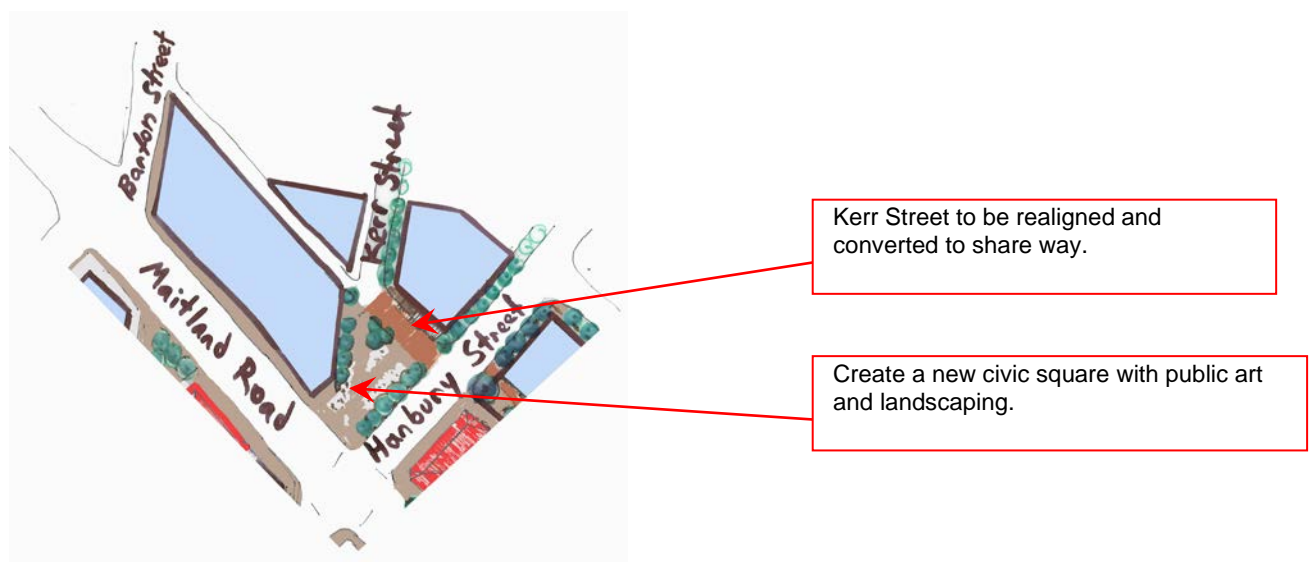 Banton Street
Kerr Street
Maitland Road
Hanbury Street
Kerr Street to be realigned and
converted to share way.
Create a new civic square with public art
and landscaping.